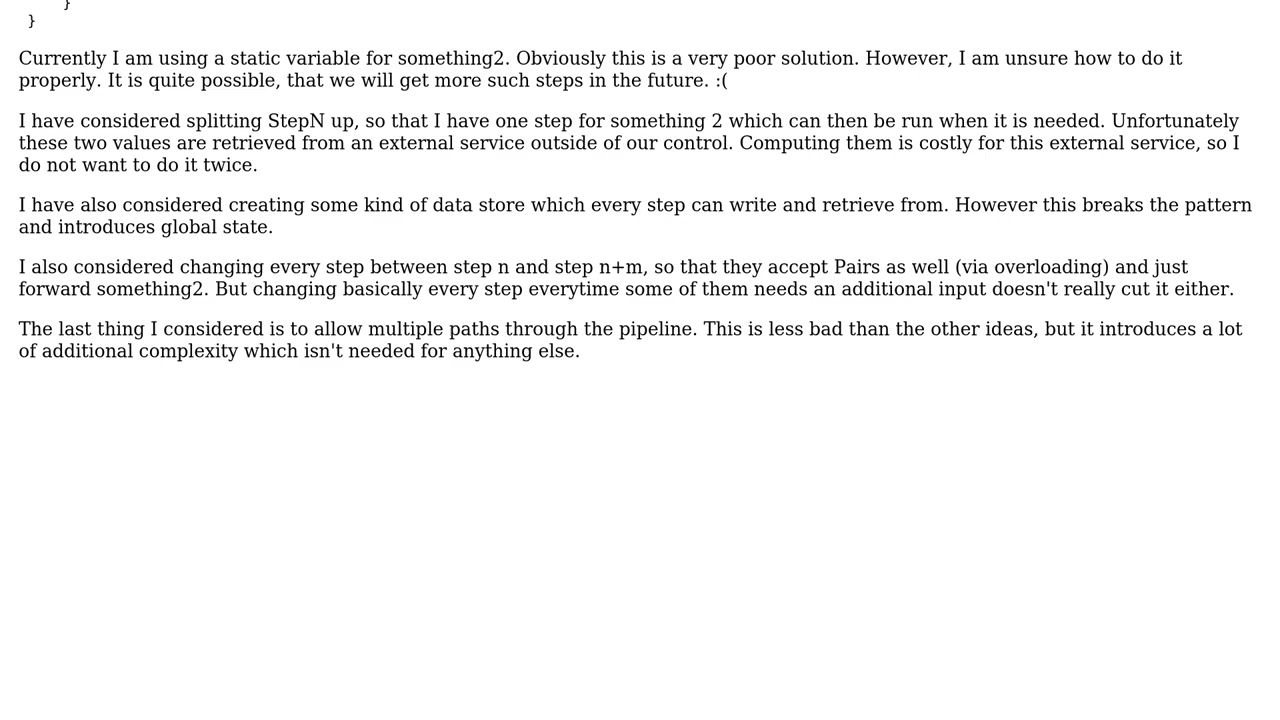 }
}
Currently I am using a static variable for something2. Obviously this is a very poor solution. However, I am unsure how to do it
properly. It is quite possible, that we will get more such steps in the future. :(
I have considered splitting StepN up, so that I have one step for something 2 which can then be run when it is needed. Unfortunately
these two values are retrieved from an external service outside of our control. Computing them is costly for this external service, so I
do not want to do it twice.
I have also considered creating some kind of data store which every step can write and retrieve from. However this breaks the pattern
and introduces global state.
I also considered changing every step between step n and step n+m, so that they accept Pairs as well (via overloading) and just
forward something2. But changing basically every step everytime some of them needs an additional input doesn't really cut it either.
The last thing I considered is to allow multiple paths through the pipeline. This is less bad than the other ideas, but it introduces a lot
of additional complexity which isn't needed for anything else.